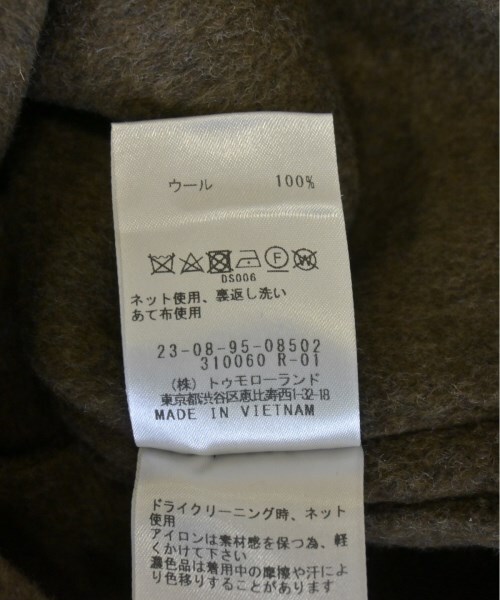 ウール 100%
F W
DS006
ネット使用、裏返し洗い
あて布使用
23-08-95-08502
310060 R-01
(株) トゥモローランド
東京都渋谷区恵比寿西1-32-18
MADE IN VIETNAM
ドライクリーニング時、ネット
使用
アイロンは素材感を保つ為、軽
くかけて下さい
濃色品は着用中の摩擦や汗によ
り色移りすることがあります